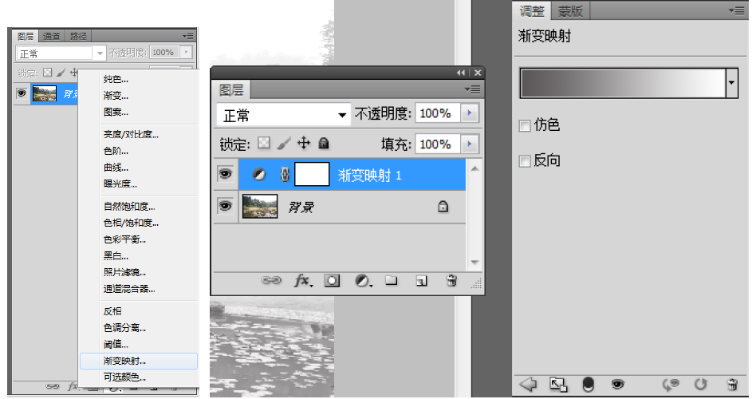 图层 通道 路径
正常 不透明度: 100%
锁定:
背
纯色...
渐变...
图案...
亮度/对比度...
色阶...
曲线...
曝光度...
自然饱和度...
色相/饱和度...
色彩平衡...
黑白...
照片滤镜...
通道混合器...
反相
色调分离...
阈值...
渐变映射...
可选颜色...
图层
正常 不透明度: 100%
锁定: 填充: 100%
渐变映射 1
背景
fx.
调整 蒙版
渐变映射
仿色
反向